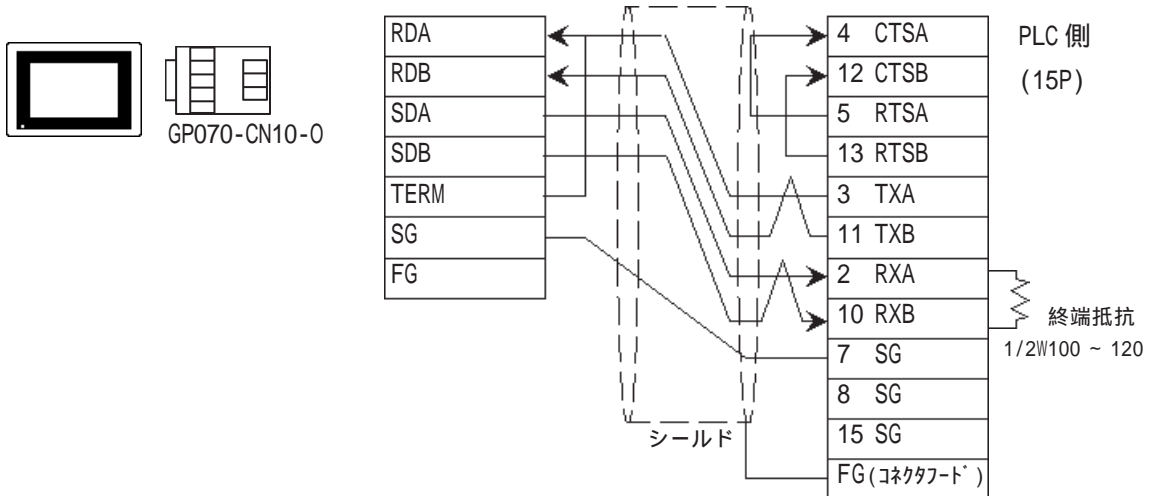 GP070-CN10-0
RDA
RDB
SDA
SDB
TERM
SG
FG
シールド
4 CTSA
12 CTSB
5 RTSA
13 RTSB
3 TXA
11 TXB
2 RXA
10 RXB
7 SG
8 SG
15 SG
FG(ｺﾈｸﾀﾌｰﾄﾞ)
PLC 側
(15P)
終端抵抗
1/2W100 ~ 120